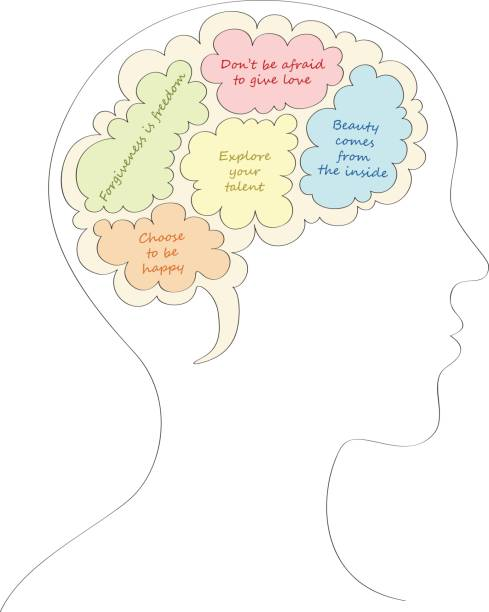 Don't be afraid
to give love
Forgiveness is freedom
Explore
your
talent
Beauty
comes
from
the inside
Choose
to be
happy